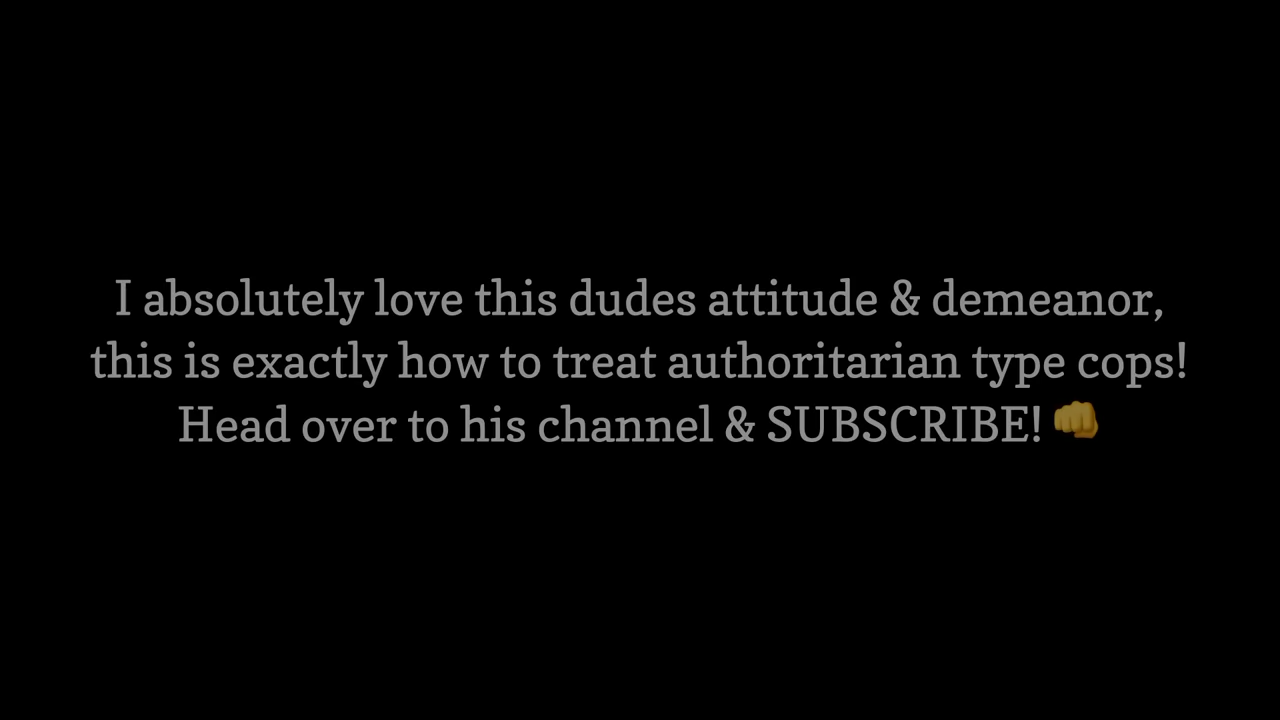 I absolutely love this dudes attitude & demeanor,
this is exactly how to treat authoritarian type cops!
Head over to his channel & SUBSCRIBE! 👊